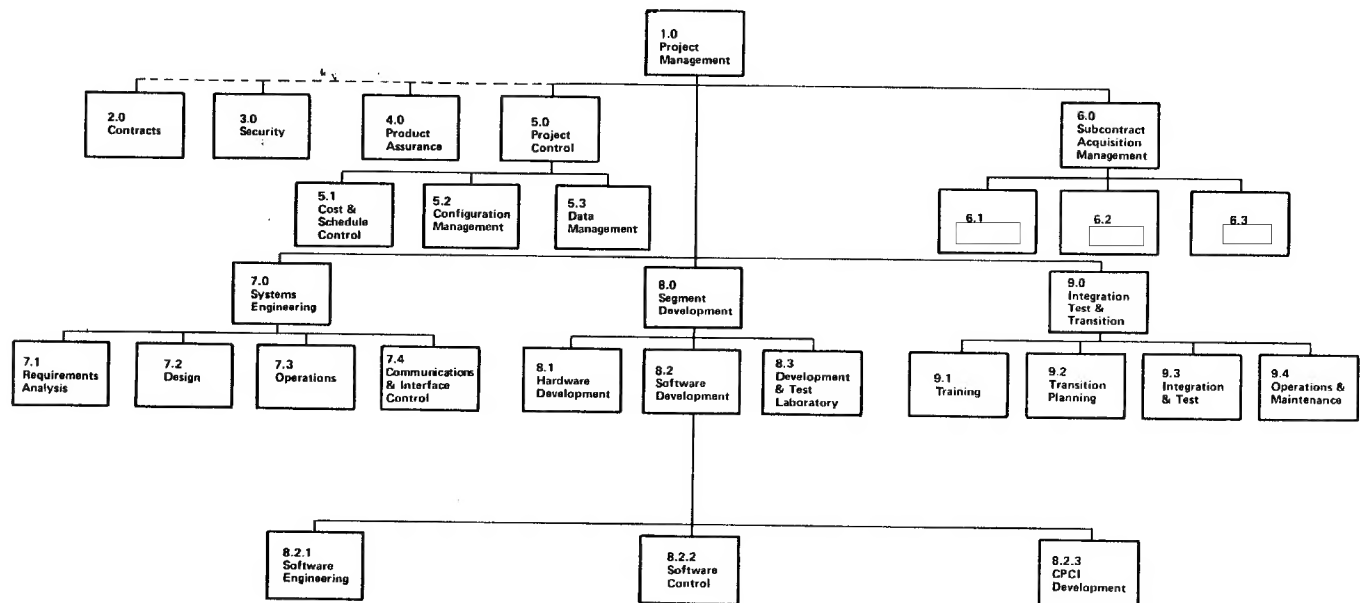 1.0
Project
Management
2.0
Contracts
3.0
Security
4.0
Product
Assurance
5.0
Project
Control
6.0
Subcontract
Acquisition
Management
5.1
Cost &
Schedule
Control
5.2
Configuration
Management
5.3
Data
Management
6.1
6.2
6.3
7.0
Systems
Engineering
8.0
Segment
Development
9.0
Integration
Test &
Transition
7.1
Requirements
Analysis
7.2
Design
7.3
Operations
7.4
Communications
& Interface
Control
8.1
Hardware
Development
8.2
Software
Development
8.3
Development
& Test
Laboratory
9.1
Training
9.2
Transition
Planning
9.3
Integration
& Test
9.4
Operations &
Maintenance
8.2.1
Software
Engineering
8.2.2
Software
Control
8.2.3
CPCI
Development